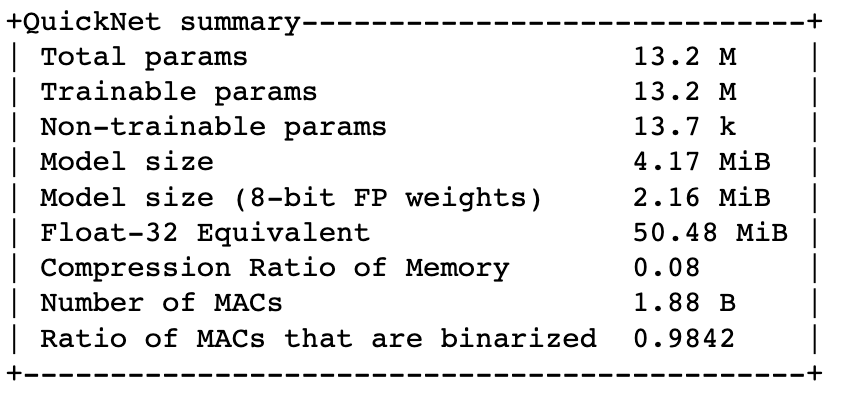 +QuickNet summary-----------------------------+
| Total params                      13.2 M    |
| Trainable params                  13.2 M    |
| Non-trainable params              13.7 k    |
| Model size                        4.17 MiB  |
| Model size (8-bit FP weights)     2.16 MiB  |
| Float-32 Equivalent               50.48 MiB |
| Compression Ratio of Memory       0.08      |
| Number of MACs                    1.88 B    |
| Ratio of MACs that are binarized  0.9842    |
+---------------------------------------------+